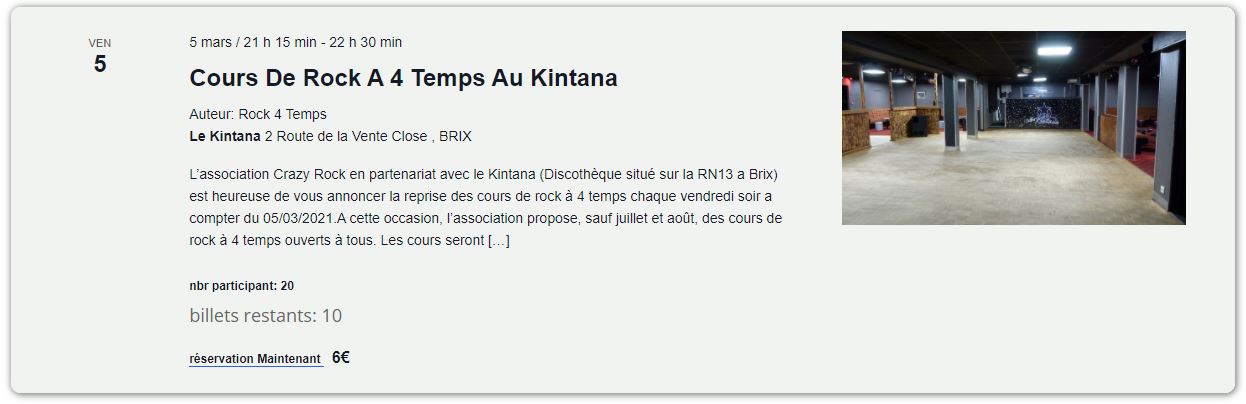 VEN
5
5 mars / 21 h 15 min - 22 h 30 min
Cours De Rock A 4 Temps Au Kintana
Auteur: Rock 4 Temps
Le Kintana 2 Route de la Vente Close , BRIX
L’association Crazy Rock en partenariat avec le Kintana (Discothèque situé sur la RN13 a Brix)
est heureuse de vous annoncer la reprise des cours de rock à 4 temps chaque vendredi soir a
compter du 05/03/2021.A cette occasion, l’association propose, sauf juillet et août, des cours de
rock à 4 temps ouverts à tous. Les cours seront […]
nbr participant: 20
billets restants: 10
réservation Maintenant 6€